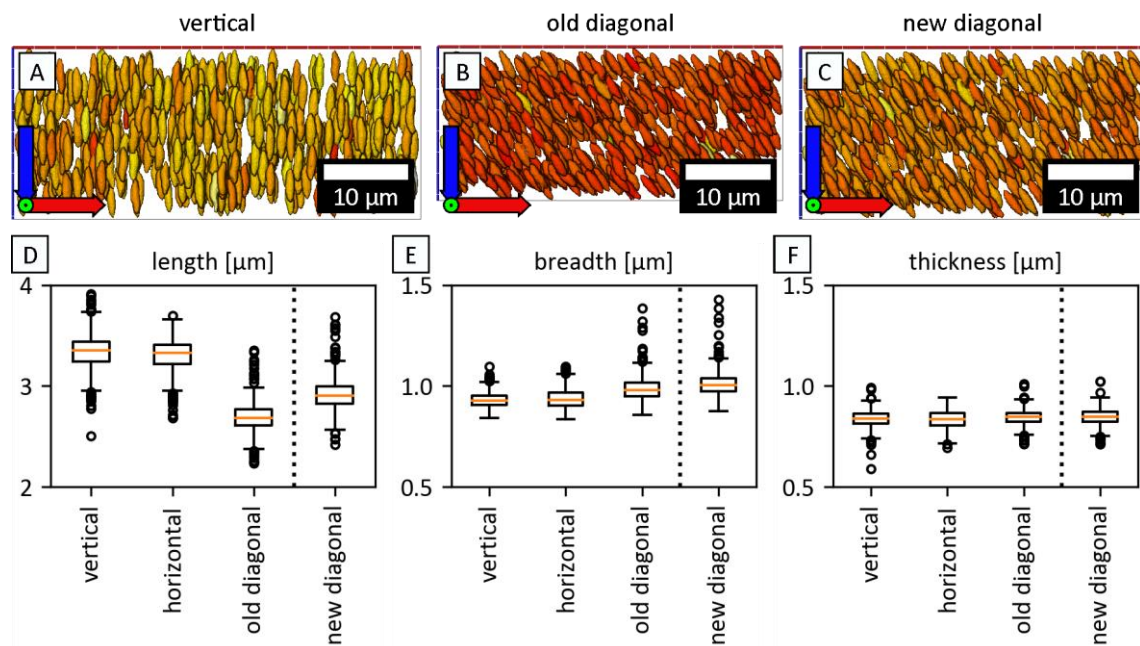 vertical
old diagonal
new diagonal
A
B
C
10 µm
10 µm
10 µm
D
length [µm]
E
breadth [µm]
F
thickness [µm]
4
3
2
1.5
1.0
0.5
1.5
1.0
0.5
vertical
horizontal
old diagonal
new diagonal
vertical
horizontal
old diagonal
new diagonal
vertical
horizontal
old diagonal
new diagonal